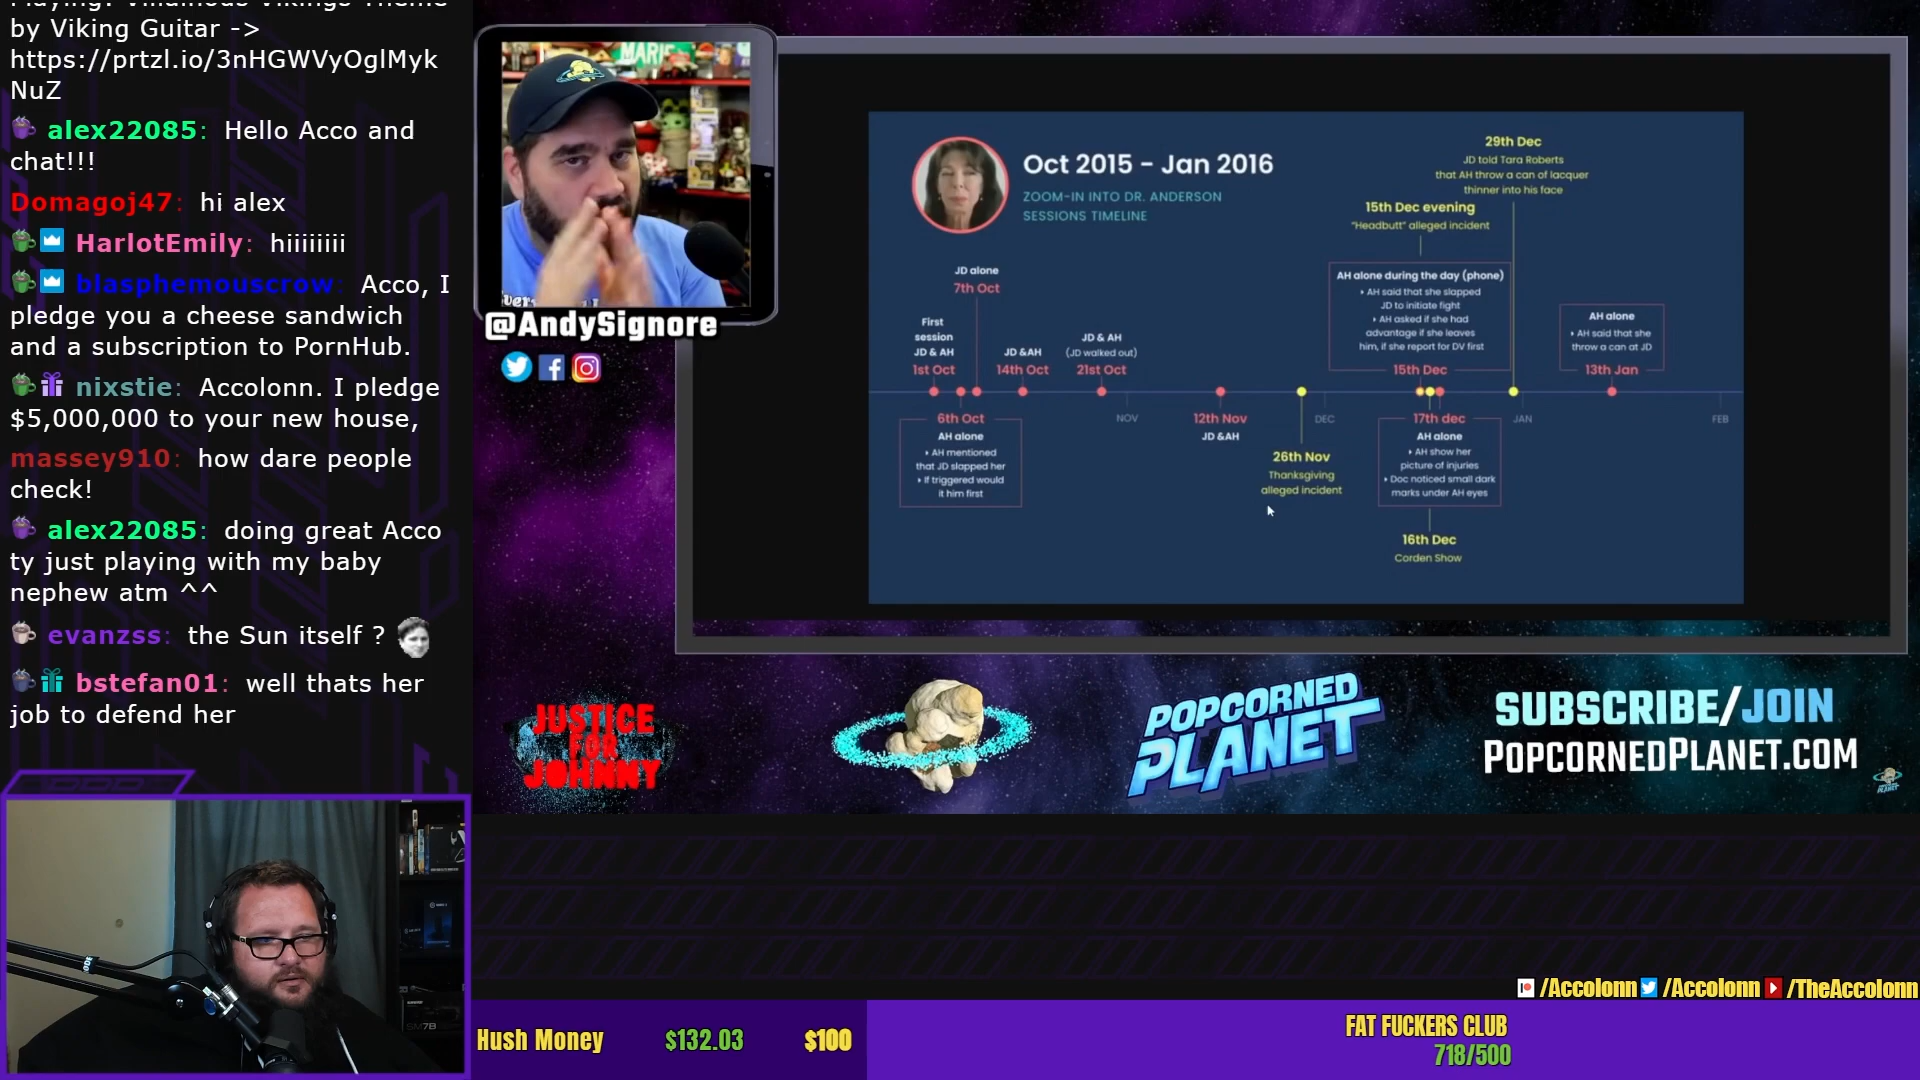 Playing: Villainous Vikings Theme
by Viking Guitar ->
https://prtzl.io/3nHGWVyOglMyk
NuZ
alex22085: Hello Acco and
chat!!!
Domagoj47: hi alex
HarlotEmily: hiiiiiiii
blasphemouscrow: Acco, I
pledge you a cheese sandwich
and a subscription to PornHub.
nixstie: Accolonn. I pledge
$5,000,000 to your new house,
massey910: how dare people
check!
alex22085: doing great Acco
ty just playing with my baby
nephew atm ^^
evanzss: the Sun itself ?
bstefan01: well thats her
job to defend her
@AndySignore
Oct 2015 - Jan 2016
ZOOM-IN INTO DR. ANDERSON
SESSIONS TIMELINE
29th Dec
JD told Tara Roberts
that AH throw a can of lacquer
thinner into his face
15th Dec evening
"Headbutt" alleged incident
AH alone during the day (phone)
‣ AH said that she slapped
JD to initiate fight
‣ AH asked if she had
advantage if she leaves
him, if she report for DV first
15th Dec
AH alone
‣ AH said that she
throw a can at JD
13th Jan
JD alone
7th Oct
First
session
JD & AH
1st Oct
JD &AH
14th Oct
JD & AH
(JD walked out)
21st Oct
6th Oct
AH alone
‣ AH mentioned
that JD slapped her
‣ If triggered would
it him first
NOV
12th Nov
JD &AH
26th Nov
Thanksgiving
alleged incident
DEC
17th dec
AH alone
‣ AH show her
picture of injuries
‣ Doc noticed small dark
marks under AH eyes
16th Dec
Corden Show
JAN
FEB
JUSTICE
FOR
JOHNNY
POPCORNED
PLANET
SUBSCRIBE/JOIN
POPCORNEDPLANET.COM
/Accolonn /Accolonn /TheAccolonn
Hush Money $132.03 $100
FAT FUCKERS CLUB
718/500